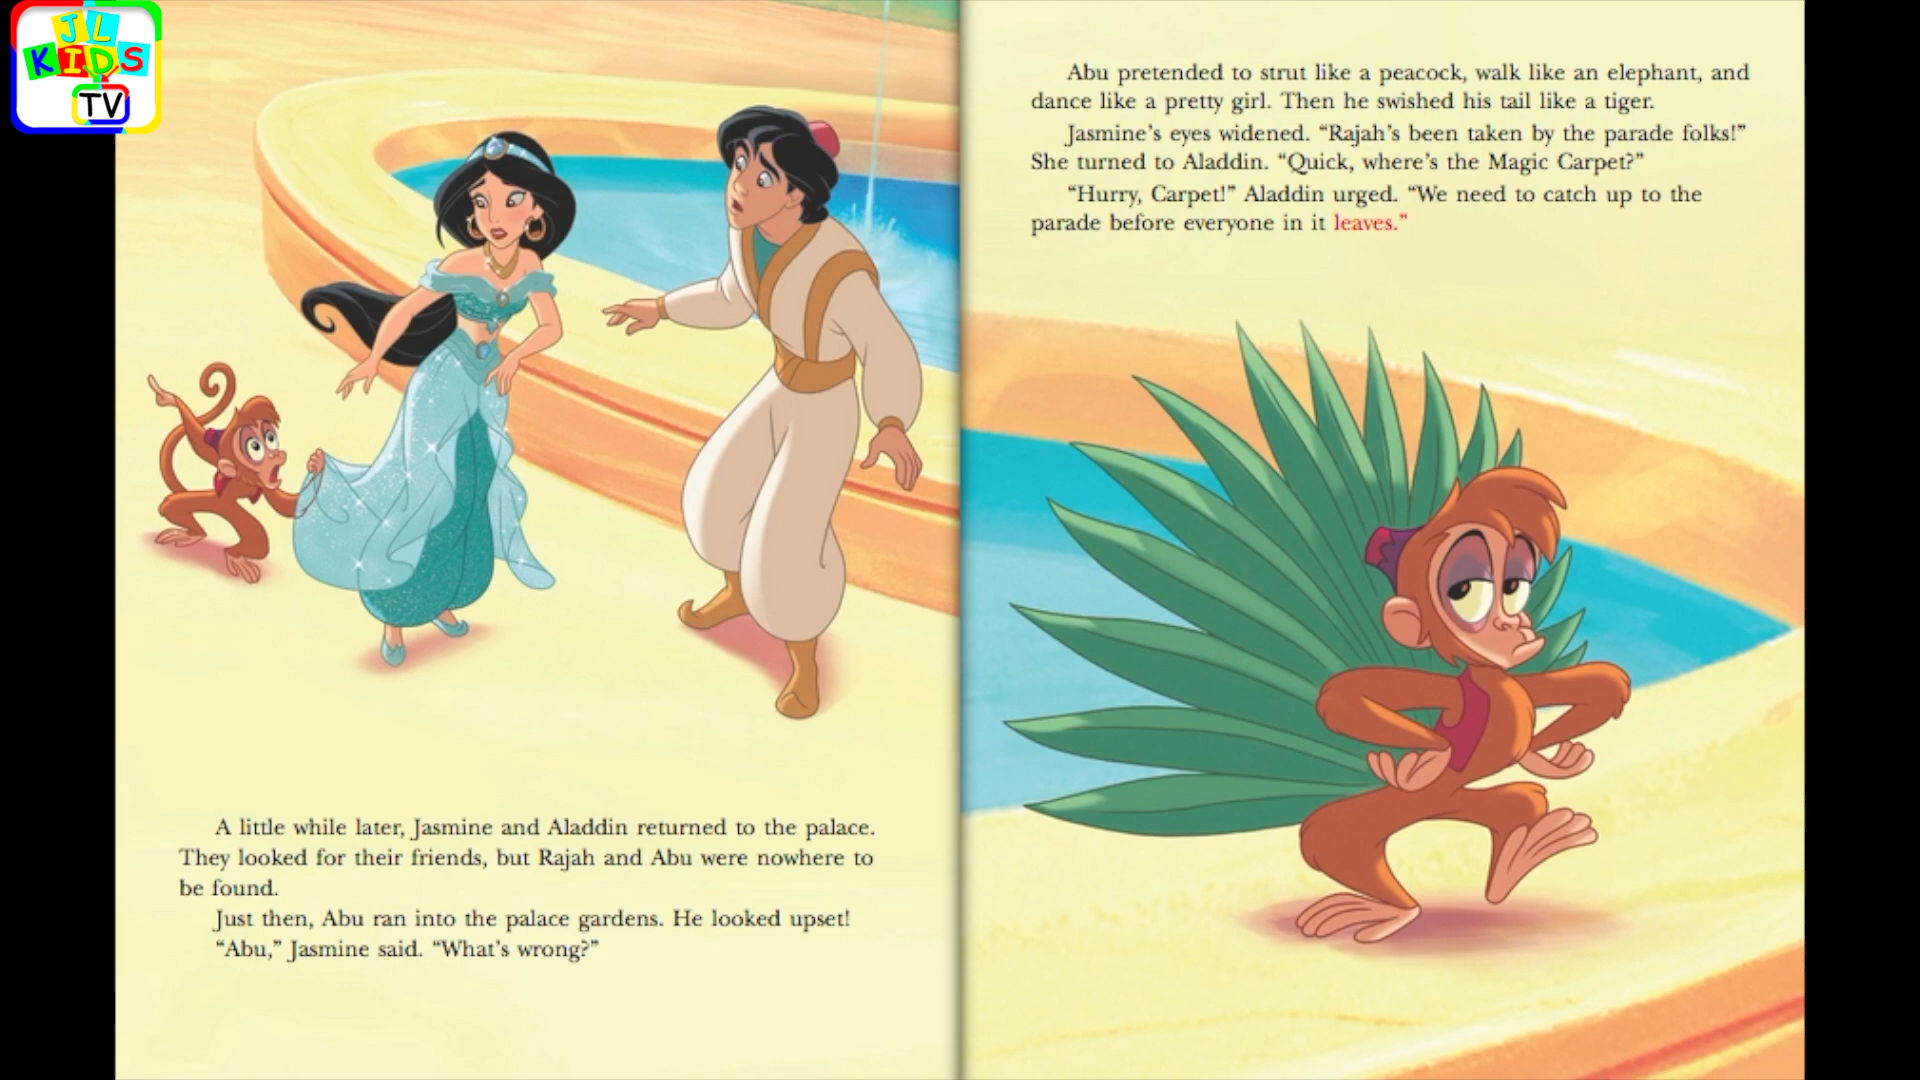 JL
KIDS
TV
A little while later, Jasmine and Aladdin returned to the palace.
They looked for their friends, but Rajah and Abu were nowhere to
be found.
Just then, Abu ran into the palace gardens. He looked upset!
“Abu,” Jasmine said. “What’s wrong?”
Abu pretended to strut like a peacock, walk like an elephant, and
dance like a pretty girl. Then he swished his tail like a tiger.
Jasmine’s eyes widened. “Rajah’s been taken by the parade folks!”
She turned to Aladdin. “Quick, where’s the Magic Carpet?”
“Hurry, Carpet!” Aladdin urged. “We need to catch up to the
parade before everyone in it leaves.”